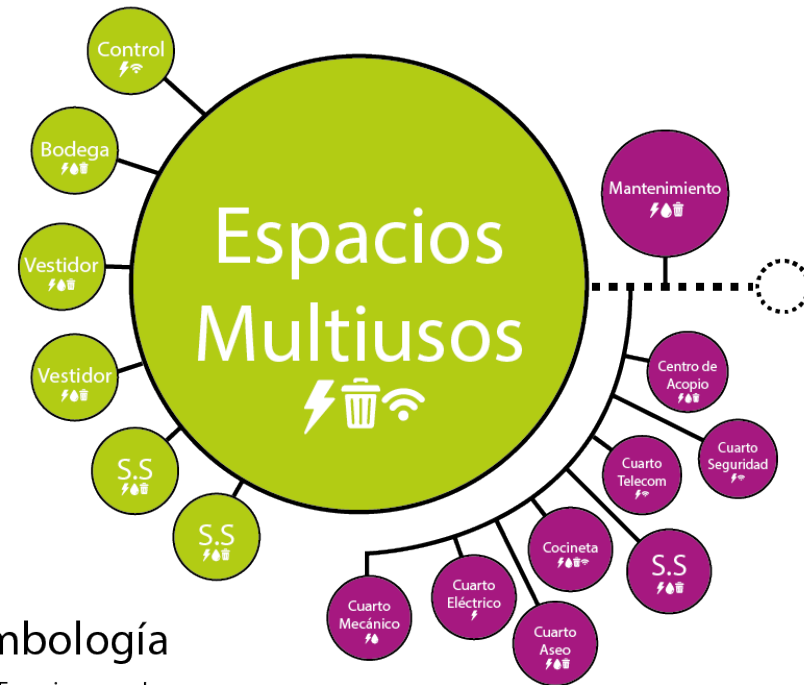 Control
Bodega
Vestidor
Vestidor
S.S
S.S
Espacios
Multiusos
Mantenimiento
Centro de
Acopio
Cuarto
Seguridad
Cuarto
Telecom
S.S
Cocineta
Cuarto
Aseo
Cuarto
Eléctrico
Cuarto
Mecánico
mbología